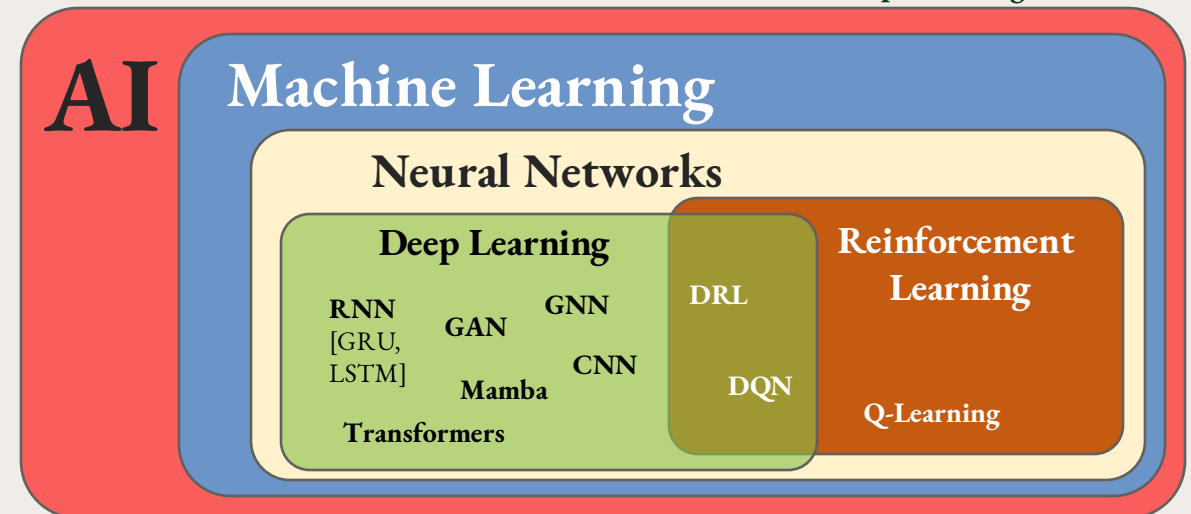 AI
Machine Learning
Neural Networks
Deep Learning
RNN
[GRU,
LSTM]
GAN
GNN
CNN
Mamba
Transformers
DRL
DQN
Reinforcement
Learning
Q-Learning